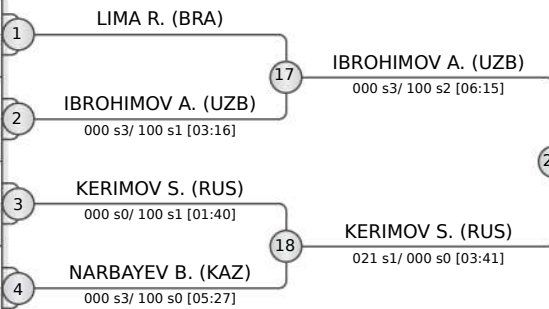 LIMA R. (BRA)
1
17
IBROHIMOV A. (UZB)
000 s3/ 100 s2 [06:15]
IBROHIMOV A. (UZB)
2
000 s3/ 100 s1 [03:16]
KERIMOV S. (RUS)
3
000 s0/ 100 s1 [01:40]
18
KERIMOV S. (RUS)
021 s1/ 000 s0 [03:41]
NARBAYEV B. (KAZ)
4
000 s3/ 100 s0 [05:27]